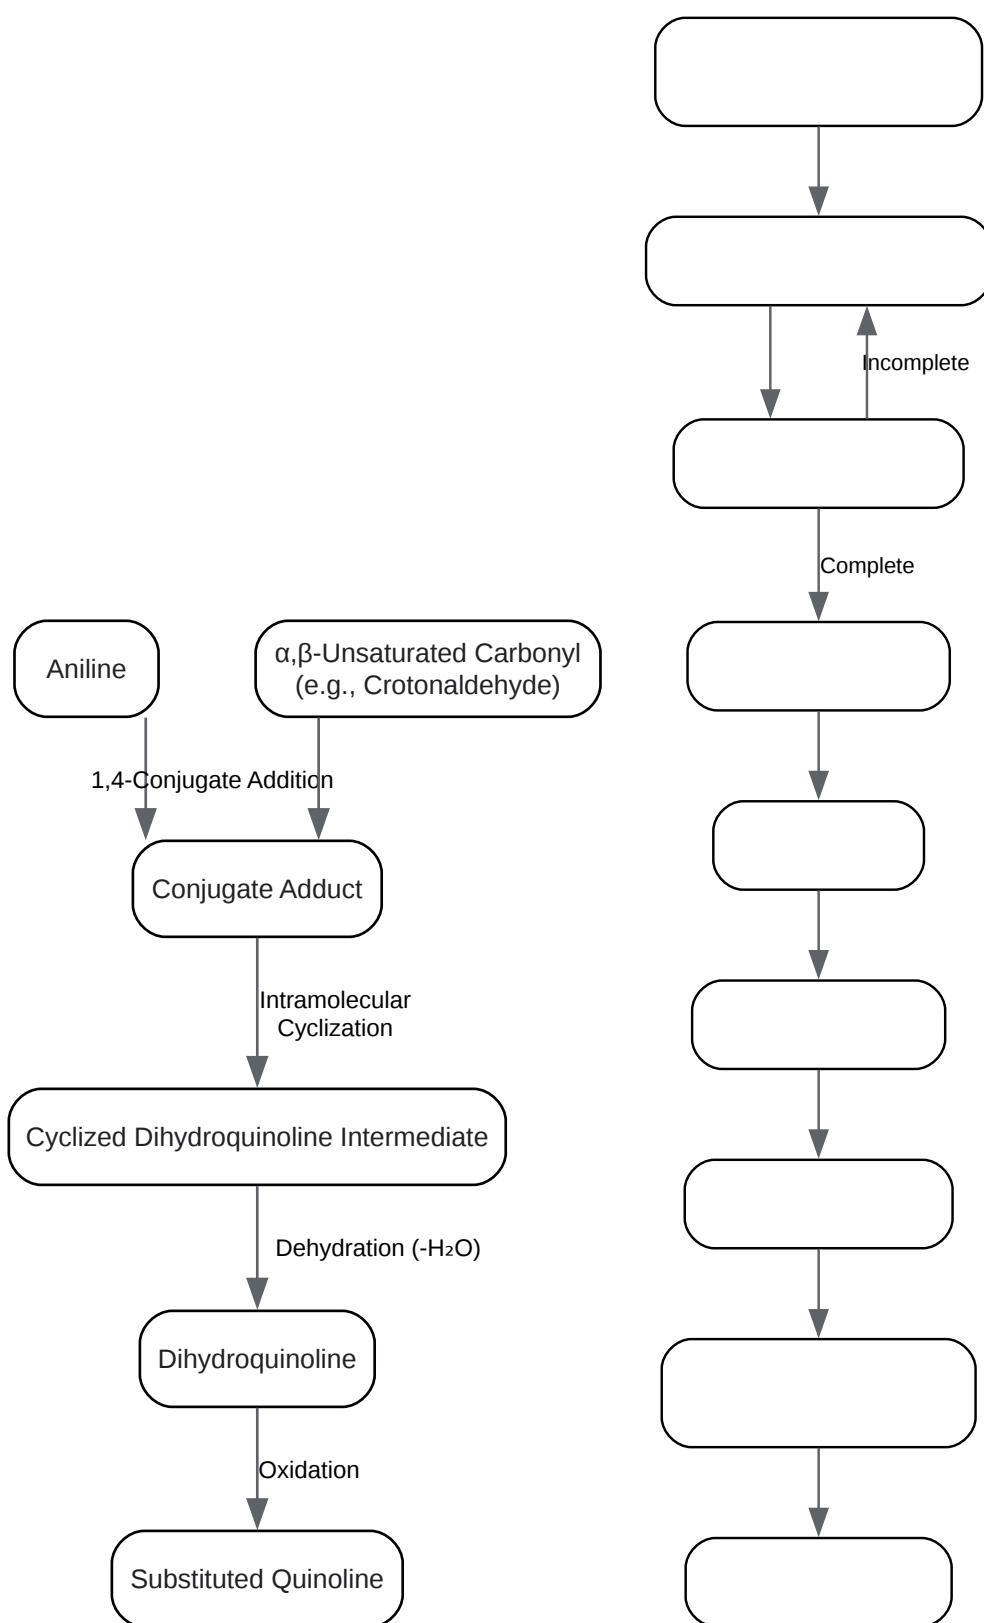 Incomplete
Complete
Aniline
α,β-Unsaturated Carbonyl
(e.g., Crotonaldehyde)
1,4-Conjugate Addition
Conjugate Adduct
Intramolecular
Cyclization
Cyclized Dihydroquinoline Intermediate
Dehydration (-H₂O)
Dihydroquinoline
Oxidation
Substituted Quinoline